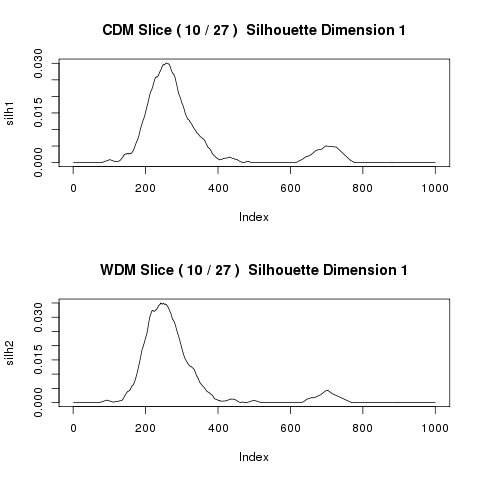 CDM Slice ( 10 / 27 )  Silhouette Dimension 1
silh1
0.030
0.015
0.000
0 200 400 600 800 1000
Index
WDM Slice ( 10 / 27 )  Silhouette Dimension 1
silh2
0.030
0.015
0.000
0 200 400 600 800 1000
Index